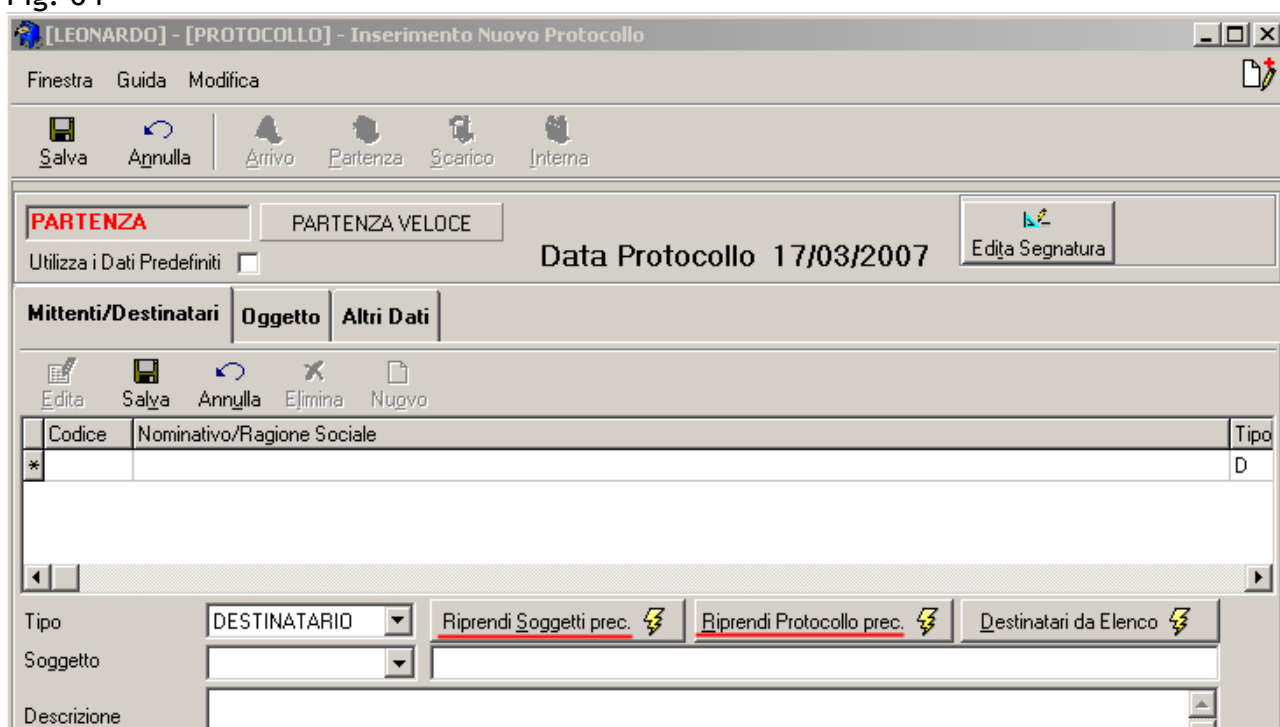 Fig. 64
[LEONARDO] - [PROTOCOLLO] - Inserimento Nuovo Protocollo
Finestra Guida Modifica
Salva Annulla Arrivo Partenza Scarico Interna
PARTENZA PARTENZA VELOCE
Data Protocollo 17/03/2007 Edita Segnatura
Utilizza i Dati Predefiniti
Mittenti/Destinatari Oggetto Altri Dati
Edita Salva Annulla Elimina Nuovo
Codice Nominativo/Ragione Sociale Tipo
* D
Tipo DESTINATARIO Riprendi Soggetti prec. Riprendi Protocollo prec. Destinatari da Elenco
Soggetto
Descrizione